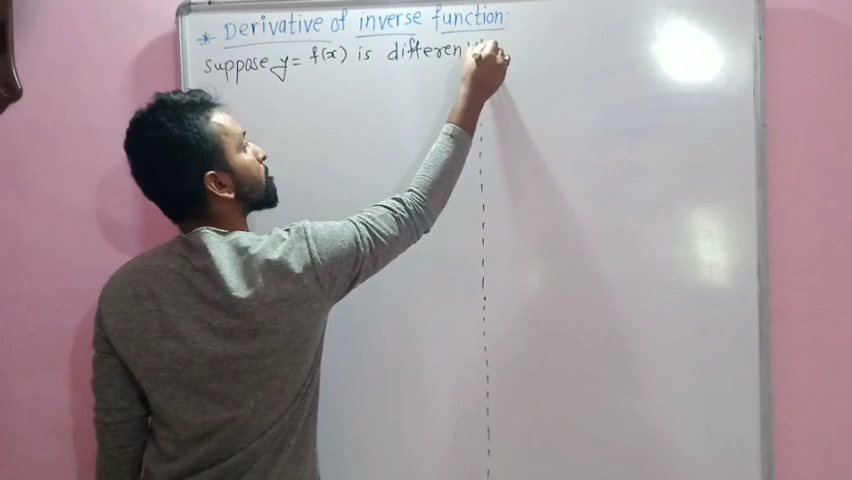 * Derivative of inverse function:
suppose y = f(x) is differen